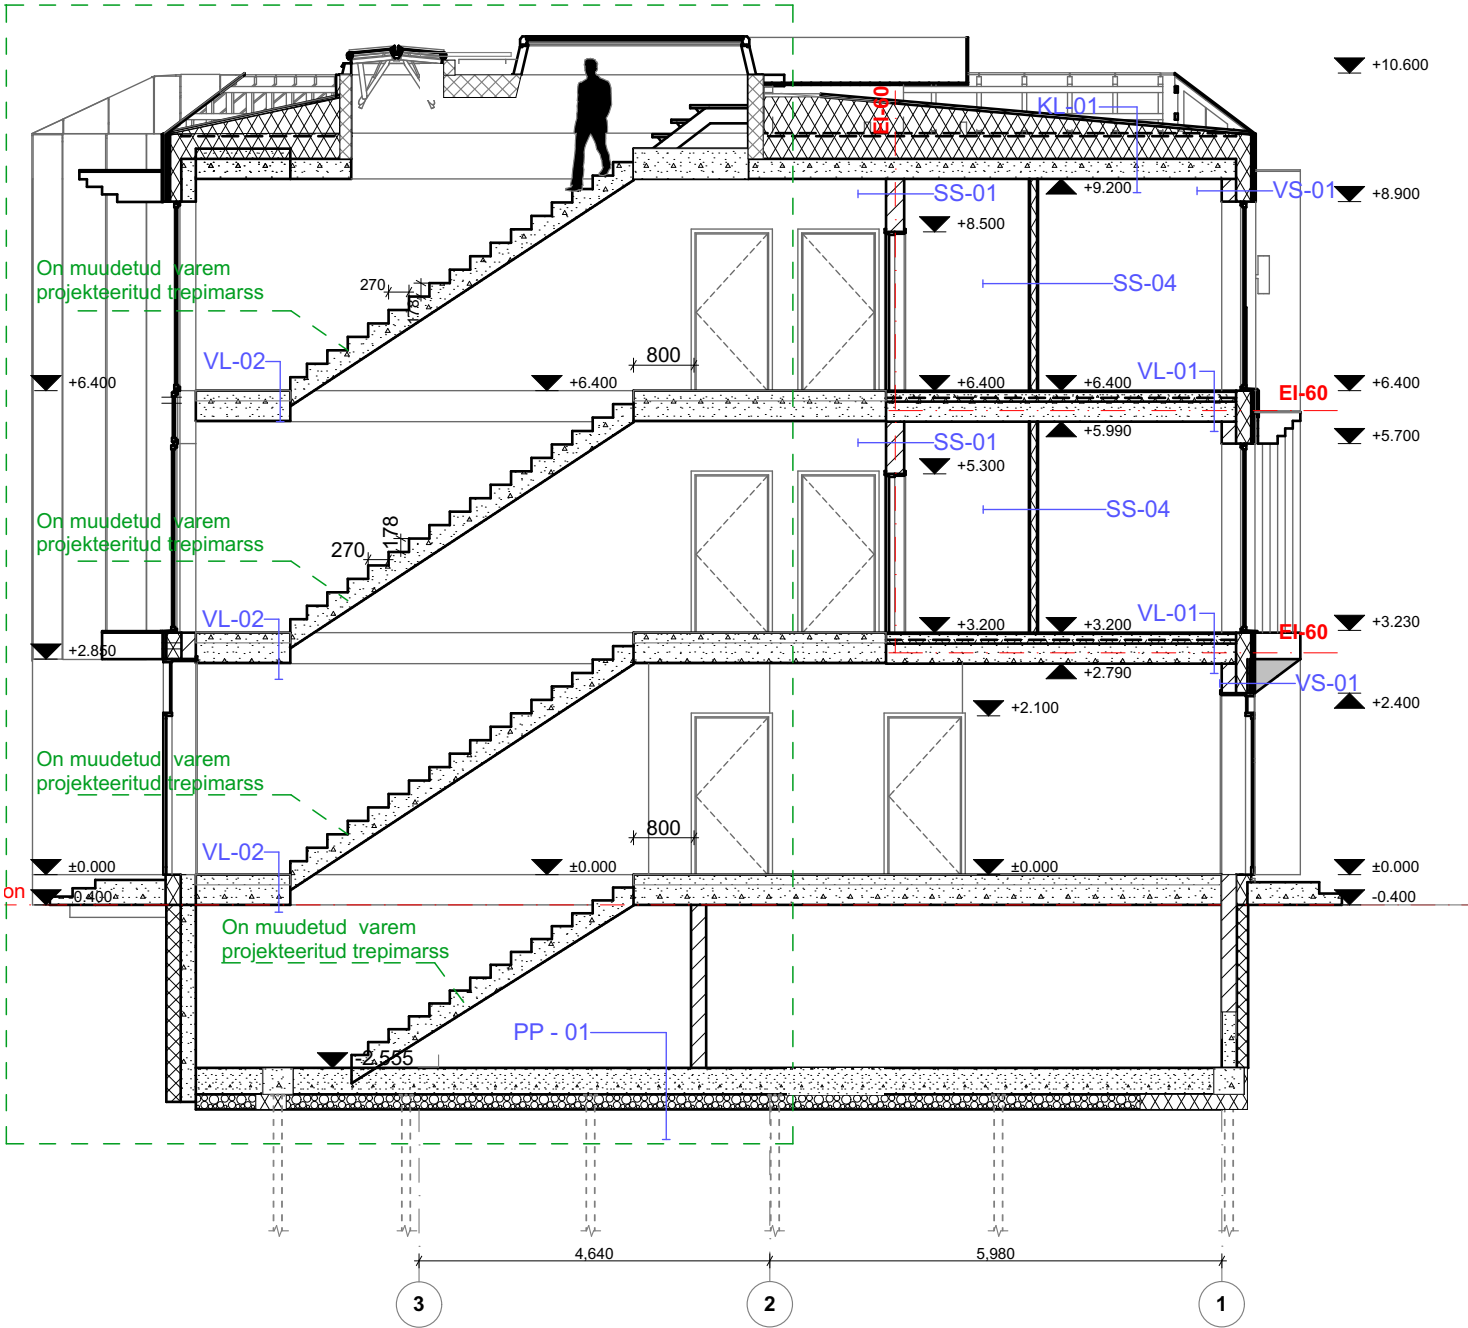 +10.600
EI-60
KL-01
+9.200
SS-01
VS-01
+8.900
+8.500
On muudetud varem
projekteeritud trepimarss
270
178
SS-04
800
VL-02
VL-01
+6.400
+6.400
+6.400
+6.400
+6.400
EI-60
+5.990
+5.700
SS-01
+5.300
On muudetud varem
projekteeritud trepimarss
270
178
SS-04
VL-02
VL-01
+3.200
+3.200
+3.230
EI-60
+2.850
+2.790
VS-01
+2.400
+2.100
On muudetud varem
projekteeritud trepimarss
800
VL-02
±0.000
±0.000
±0.000
±0.000
on
-0.400
-0.400
On muudetud varem
projekteeritud trepimarss
PP - 01
-2.555
4,640
5,980
3
2
1